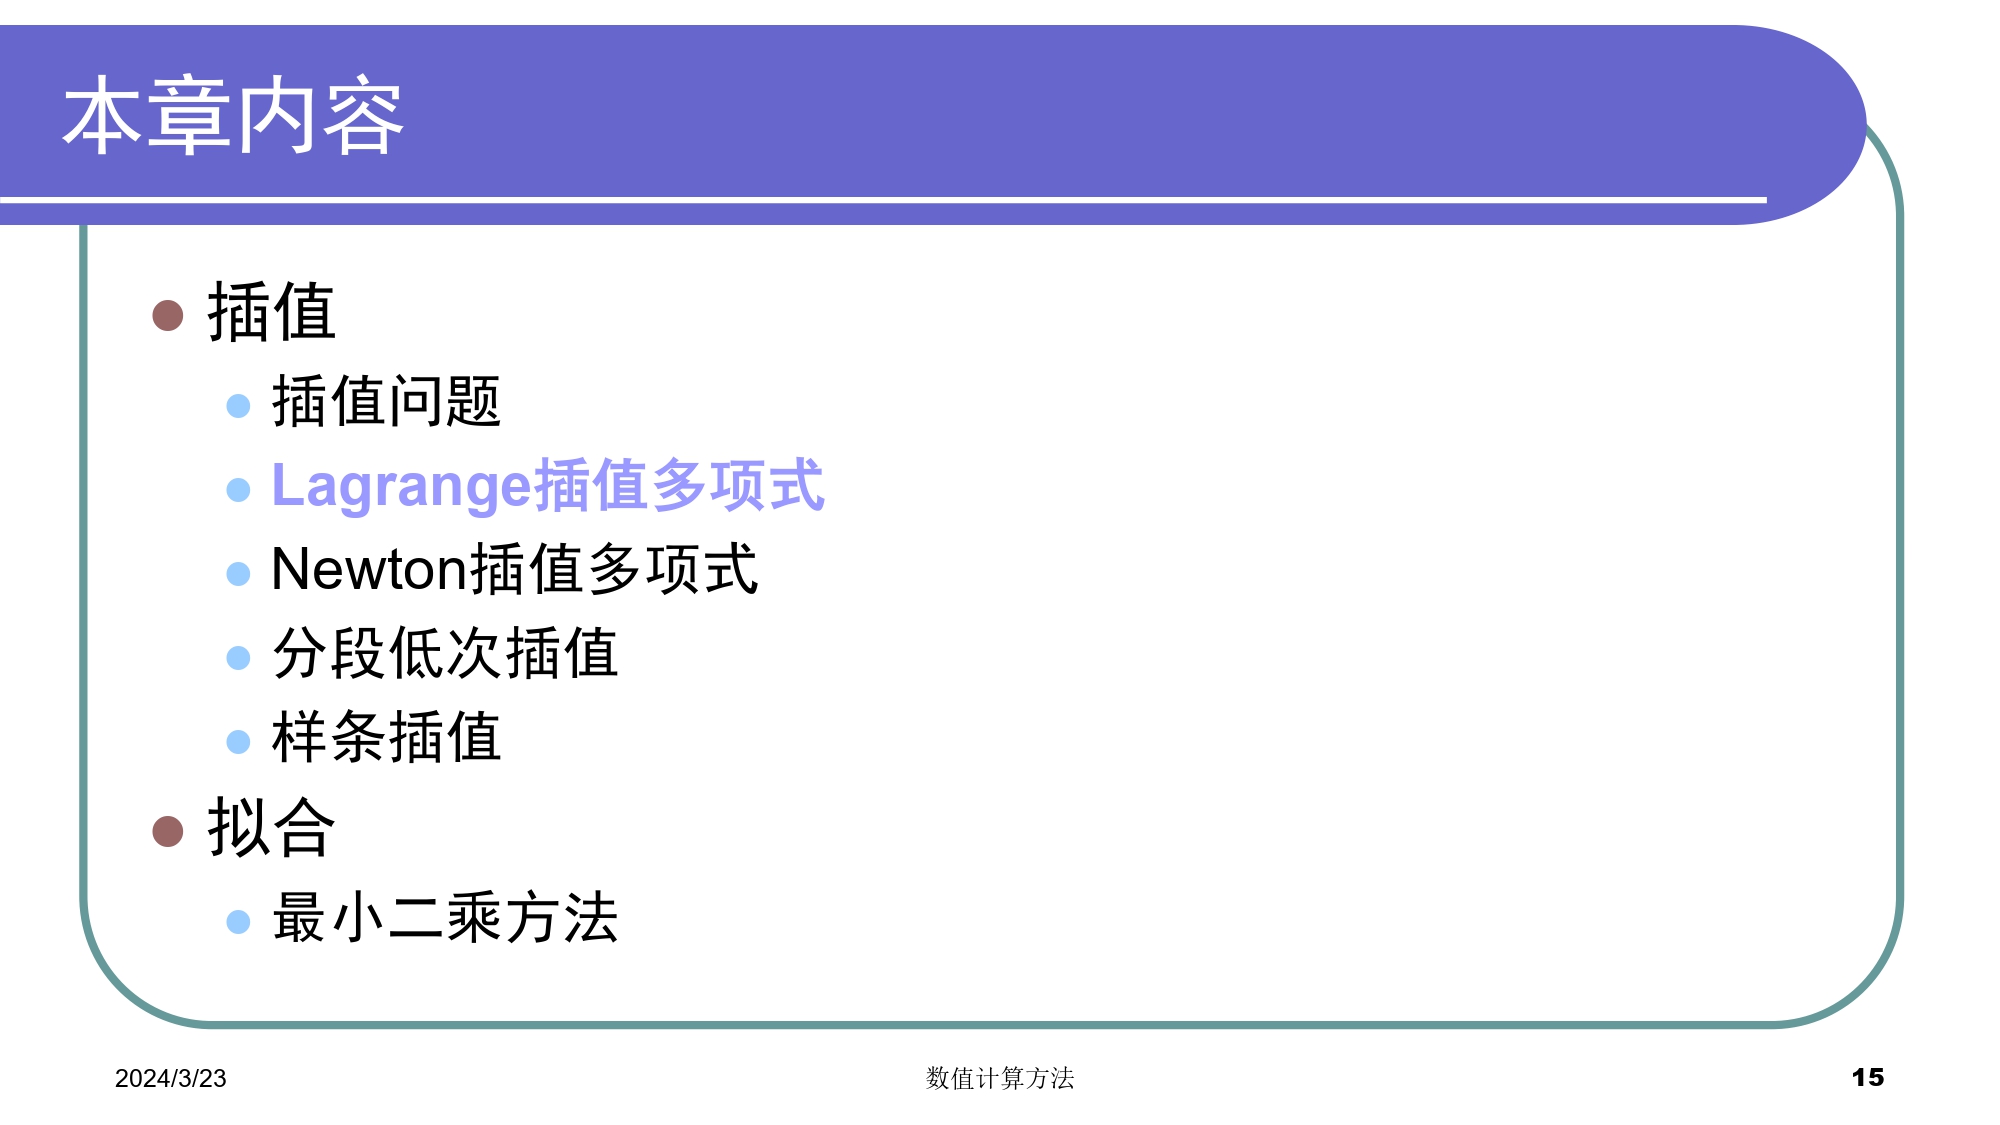 本章内容
插值
插值问题
Lagrange插值多项式
Newton插值多项式
分段低次插值
样条插值
拟合
最小二乘方法
2024/3/23
数值计算方法
15